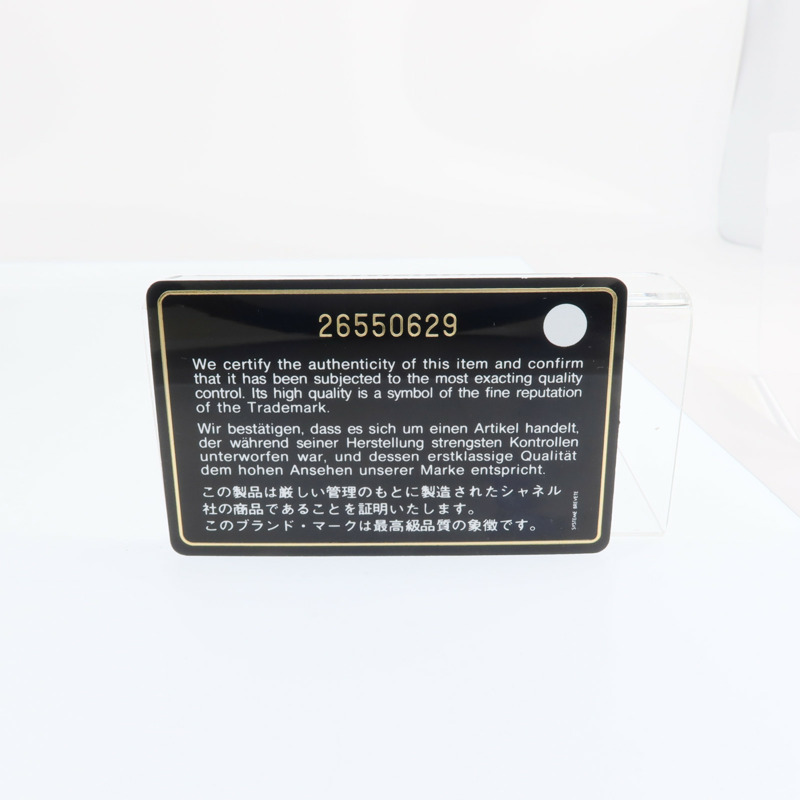 26550629
We certify the authenticity of this item and confirm
that it has been subjected to the most exacting quality
control. Its high quality is a symbol of the fine reputation
of the Trademark.
Wir bestätigen, dass es sich um einen Artikel handelt,
der während seiner Herstellung strengsten Kontrollen
unterworfen war, und dessen erstklassige Qualität
dem hohen Ansehen unserer Marke entspricht.
この製品は厳しい管理のもとに製造されたシャネル
社の商品であることを証明いたします。
このブランド・マークは最高級品質の象徴です。
SYSTEME BREVETE